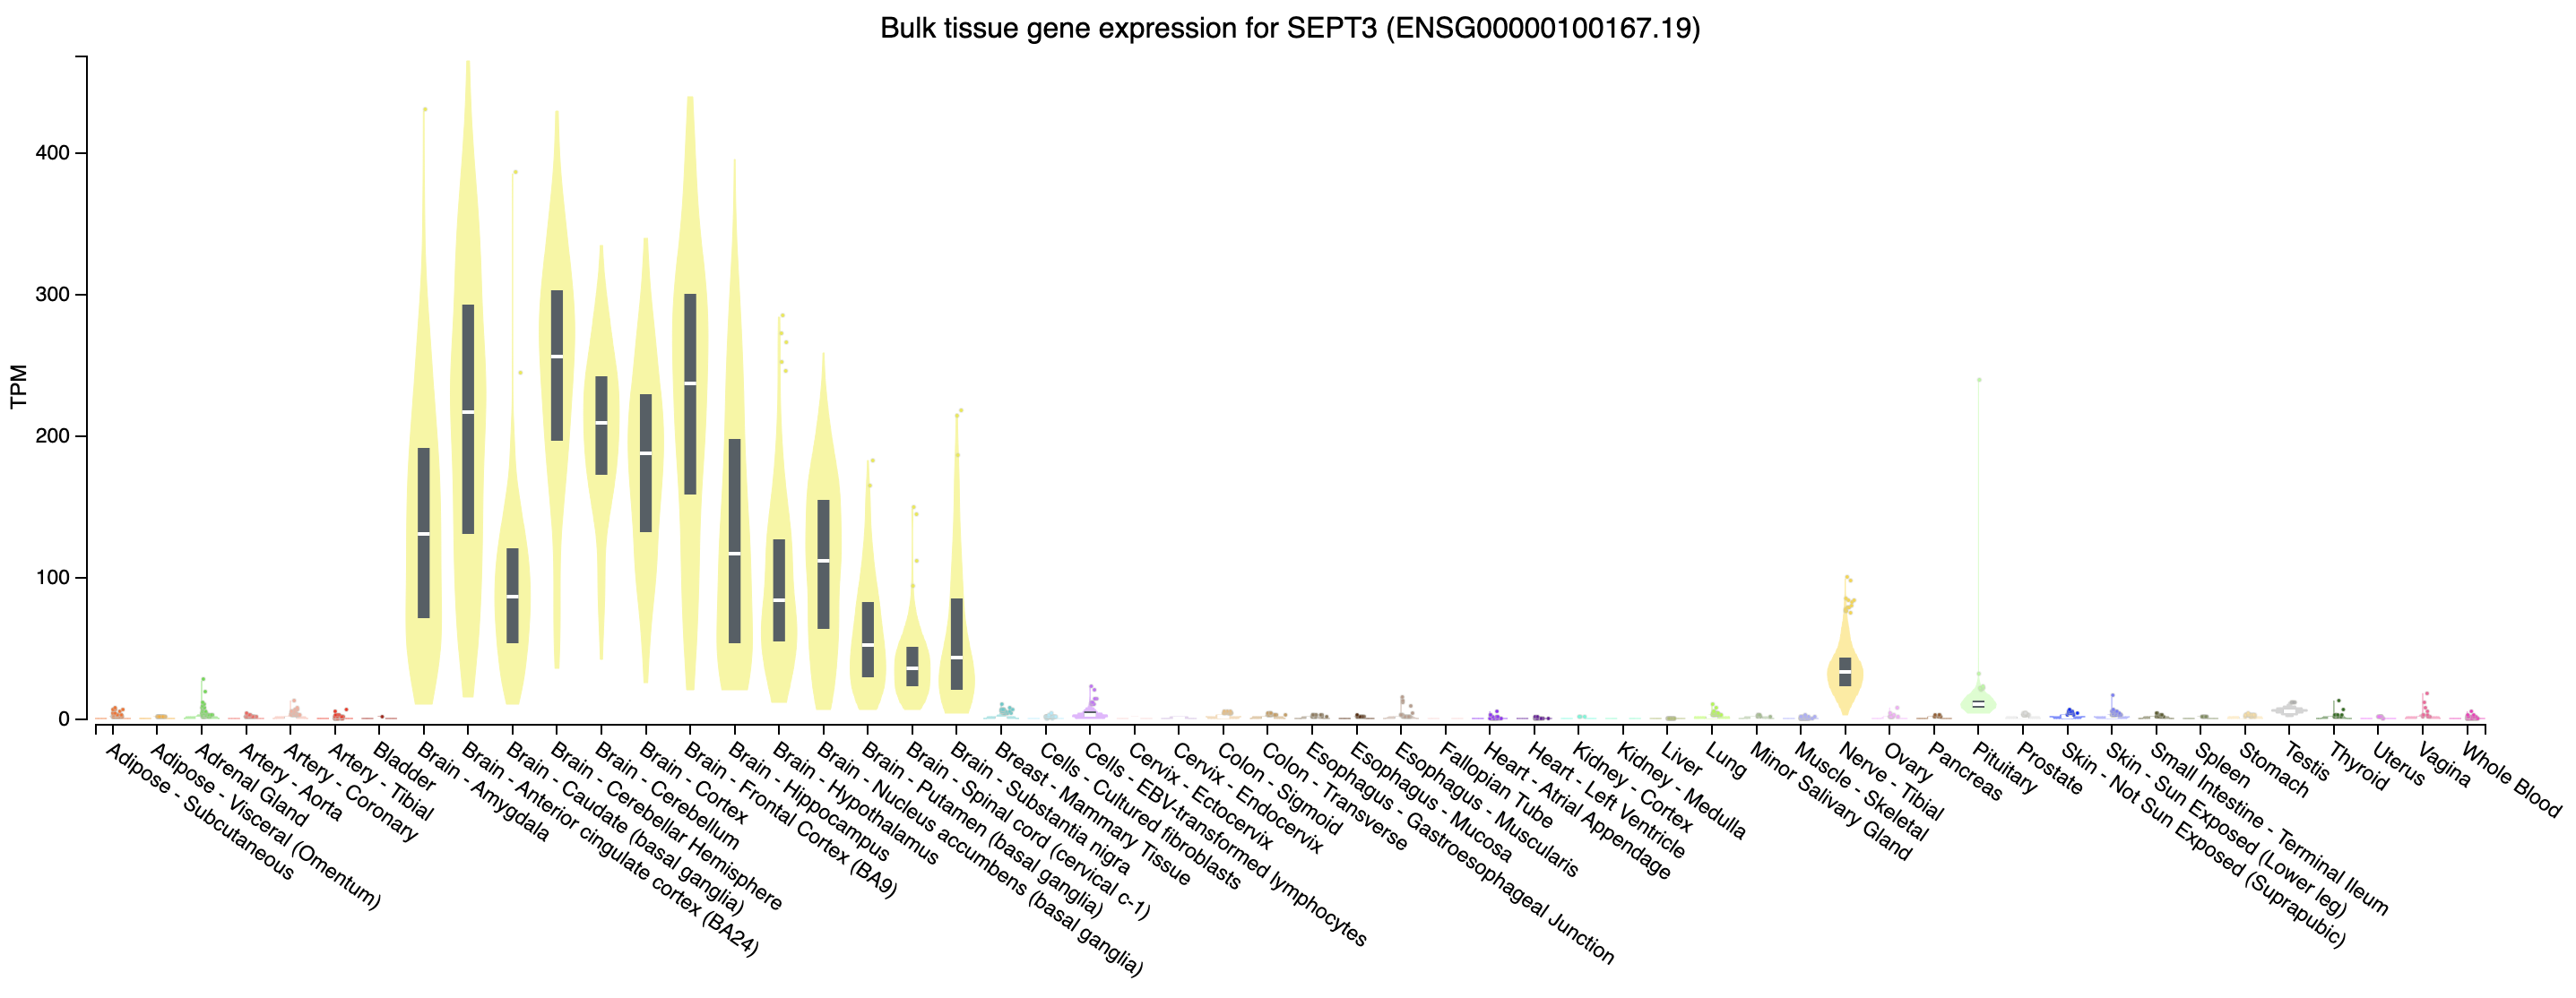 Bulk tissue gene expression for SEPT3 (ENSG00000100167.19)
TPM
400
300
200
100
0
Adipose - Subcutaneous
Adipose - Visceral (Omentum)
Adrenal Gland
Artery - Aorta
Artery - Coronary
Artery - Tibial
Bladder
Brain - Amygdala
Brain - Anterior cingulate cortex (BA24)
Brain - Caudate (basal ganglia)
Brain - Cerebellar Hemisphere
Brain - Cerebellum
Brain - Cortex
Brain - Frontal Cortex (BA9)
Brain - Hippocampus
Brain - Hypothalamus
Brain - Nucleus accumbens (basal ganglia)
Brain - Putamen (basal ganglia)
Brain - Spinal cord (cervical c-1)
Brain - Substantia nigra
Breast - Mammary Tissue
Cells - Cultured fibroblasts
Cells - EBV-transformed lymphocytes
Cervix - Ectocervix
Cervix - Endocervix
Colon - Sigmoid
Colon - Transverse
Esophagus - Gastroesophageal Junction
Esophagus - Mucosa
Esophagus - Muscularis
Fallopian Tube
Heart - Atrial Appendage
Heart - Left Ventricle
Kidney - Cortex
Kidney - Medulla
Liver
Lung
Minor Salivary Gland
Muscle - Skeletal
Nerve - Tibial
Ovary
Pancreas
Pituitary
Prostate
Skin - Not Sun Exposed (Suprapubic)
Skin - Sun Exposed (Lower leg)
Small Intestine - Terminal Ileum
Spleen
Stomach
Testis
Thyroid
Uterus
Vagina
Whole Blood